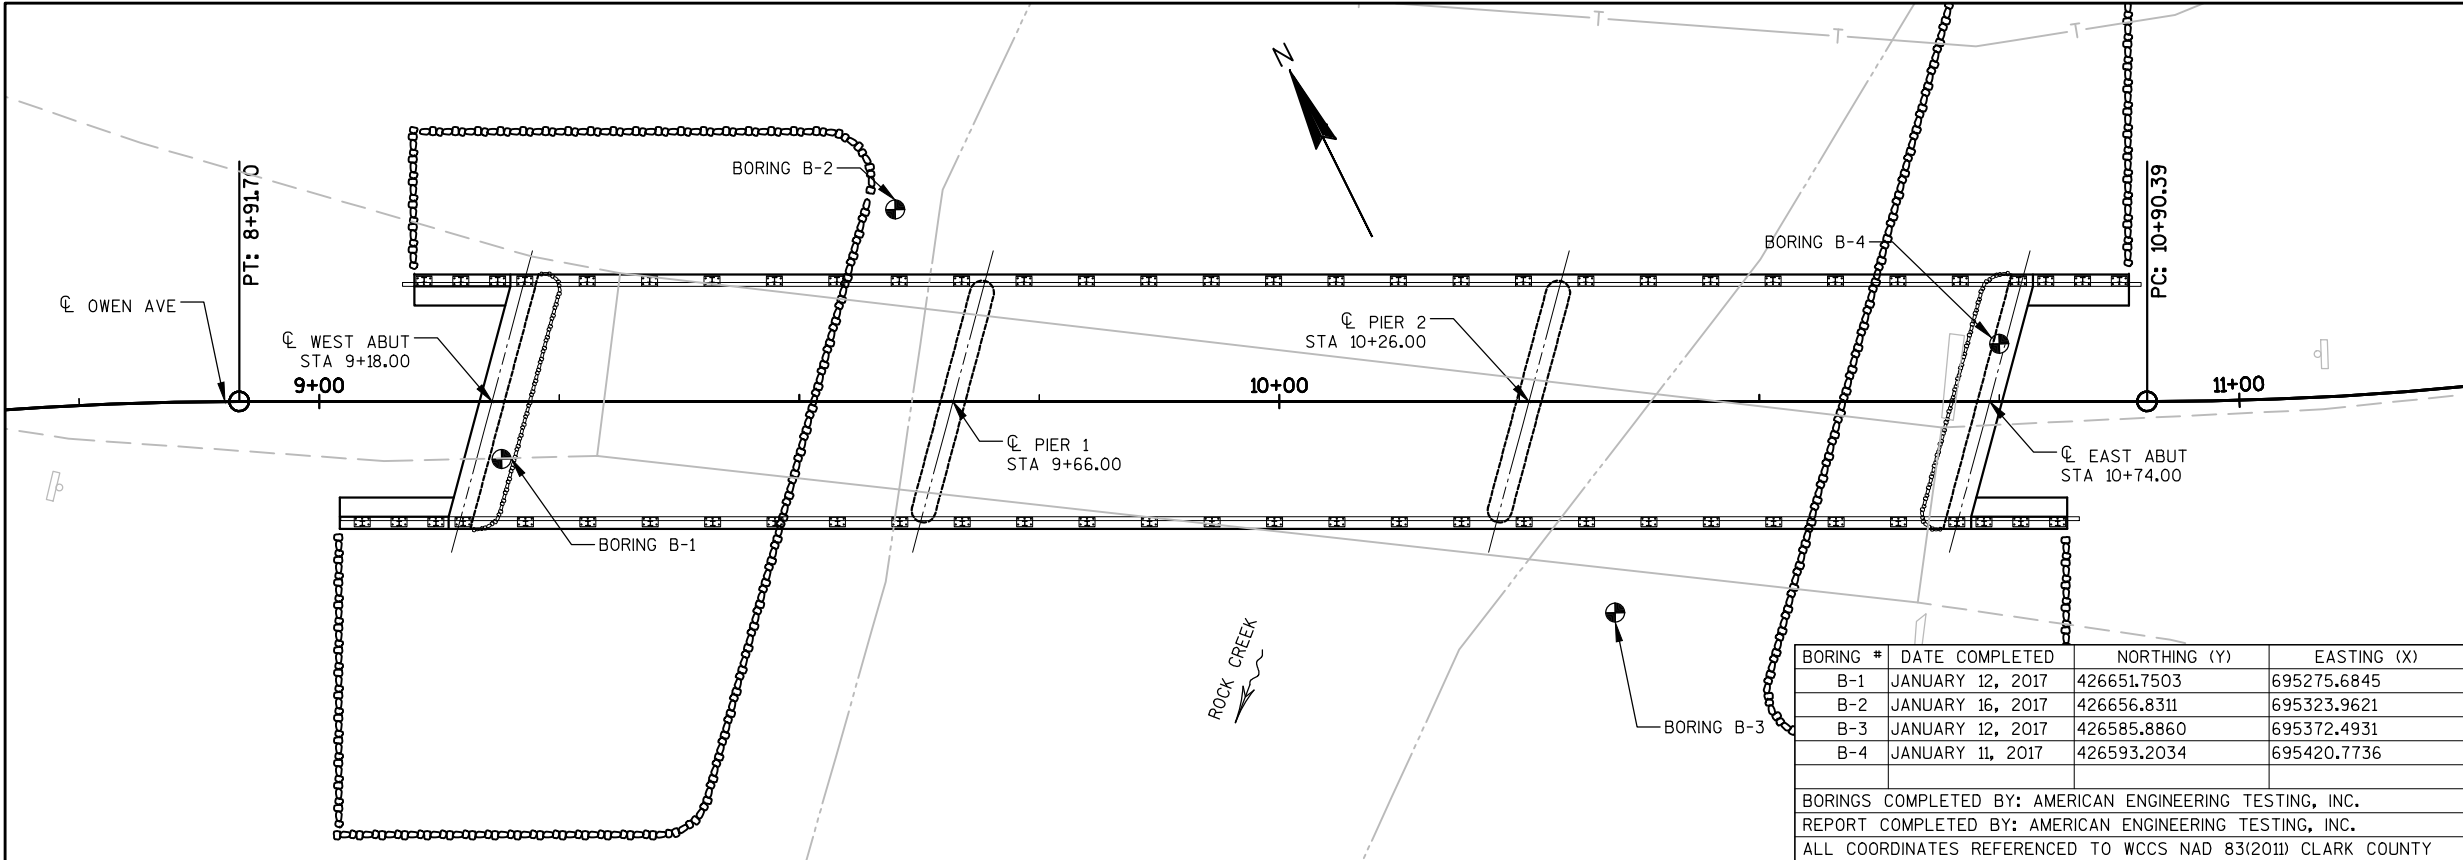 T
T
T
N
BORING B-2
PT: 8+91.70
PC: 10+90.39
BORING B-4
℄ OWEN AVE
℄ WEST ABUT
STA 9+18.00
℄ PIER 2
STA 10+26.00
9+00
10+00
11+00
℄ PIER 1
STA 9+66.00
℄ EAST ABUT
STA 10+74.00
BORING B-1
ROCK CREEK
BORING B-3
BORING # DATE COMPLETED NORTHING (Y) EASTING (X)
B-1 JANUARY 12, 2017 426651.7503 695275.6845
B-2 JANUARY 16, 2017 426656.8311 695323.9621
B-3 JANUARY 12, 2017 426585.8860 695372.4931
B-4 JANUARY 11, 2017 426593.2034 695420.7736
BORINGS COMPLETED BY: AMERICAN ENGINEERING TESTING, INC.
REPORT COMPLETED BY: AMERICAN ENGINEERING TESTING, INC.
ALL COORDINATES REFERENCED TO WCCS NAD 83(2011) CLARK COUNTY